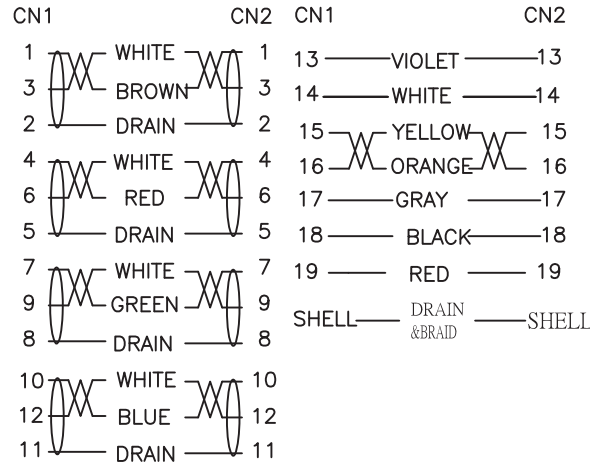 CN1 CN2
1 WHITE 1
3 BROWN 3
2 DRAIN 2
4 WHITE 4
6 RED 6
5 DRAIN 5
7 WHITE 7
9 GREEN 9
8 DRAIN 8
10 WHITE 10
12 BLUE 12
11 DRAIN 11
CN1 CN2
13 VIOLET 13
14 WHITE 14
15 YELLOW 15
16 ORANGE 16
17 GRAY 17
18 BLACK 18
19 RED 19
SHELL DRAIN SHELL
&BRAID